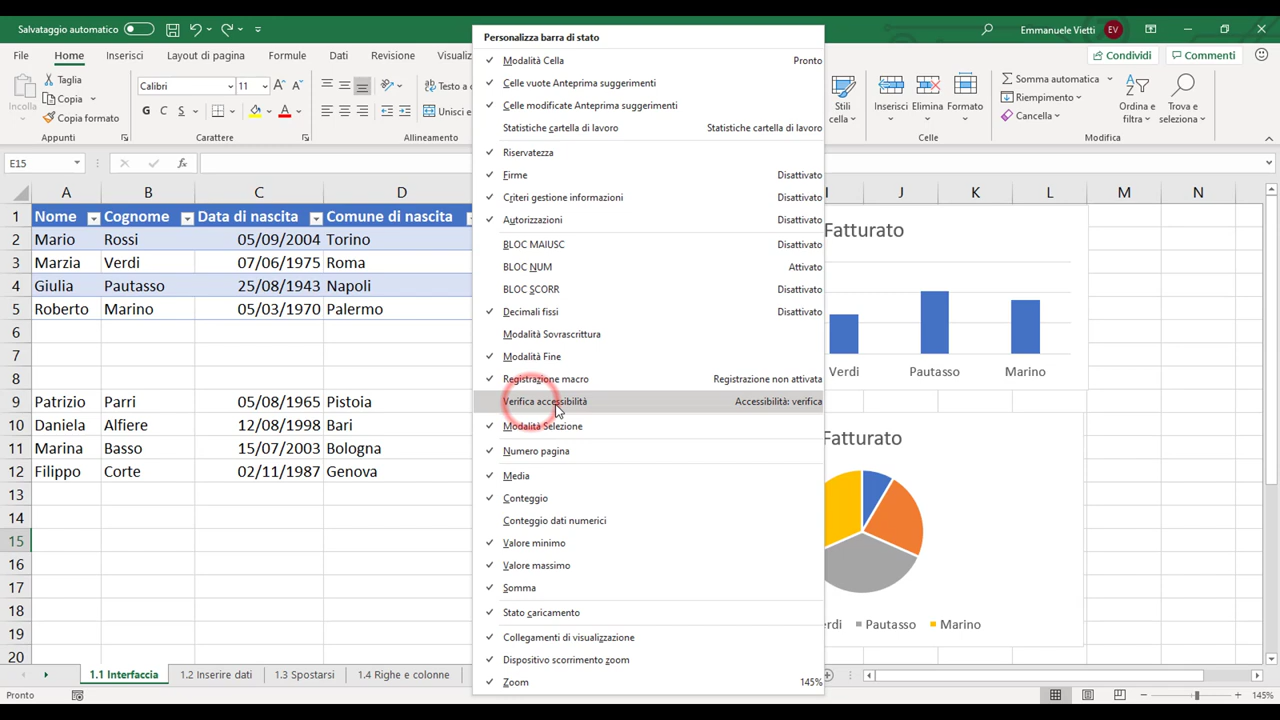 Salvataggio automatico
Emmanuele Vietti EV
File Home Inserisci Layout di pagina Formule Dati Revisione Visualiz
Condividi Commenti
Incolla
Taglia
Copia
Copia formato
Appunti
Calibri 11
G C S
Carattere
Testo a
Unisci
Allineamento
Stili
cella
Inserisci Elimina Formato
Celle
Somma automatica
Riempimento
Cancella
Ordina e
filtra
Trova e
seleziona
Modifica
E15
fx
A B C D I J K L M N
1 Nome Cognome Data di nascita Comune di nascita
2 Mario Rossi 05/09/2004 Torino
3 Marzia Verdi 07/06/1975 Roma
4 Giulia Pautasso 25/08/1943 Napoli
5 Roberto Marino 05/03/1970 Palermo
6
7
8
9 Patrizio Parri 05/08/1965 Pistoia
10 Daniela Alfiere 12/08/1998 Bari
11 Marina Basso 15/07/2003 Bologna
12 Filippo Corte 02/11/1987 Genova
13
14
15
16
17
18
19
20
Personalizza barra di stato
Modalità Cella Pronto
Celle vuote Anteprima suggerimenti
Celle modificate Anteprima suggerimenti
Statistiche cartella di lavoro Statistiche cartella di lavoro
Riservatezza
Firme Disattivato
Criteri gestione informazioni Disattivato
Autorizzazioni Disattivato
BLOC MAIUSC Disattivato
BLOC NUM Attivato
BLOC SCORR Disattivato
Decimali fissi Disattivato
Modalità Sovrascrittura
Modalità Fine
Registrazione macro Registrazione non attivata
Verifica accessibilità Accessibilità: verifica
Modalità Selezione
Numero pagina
Media
Conteggio
Conteggio dati numerici
Valore minimo
Valore massimo
Somma
Stato caricamento
Collegamenti di visualizzazione
Dispositivo scorrimento zoom
Zoom 145%
Fatturato
Verdi Pautasso Marino
Fatturato
rdi Pautasso Marino
1.1 Interfaccia 1.2 Inserire dati 1.3 Spostarsi 1.4 Righe e colonne
Pronto
145%